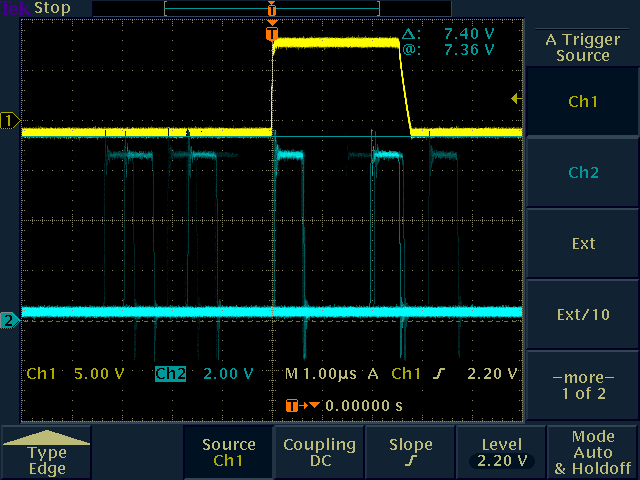 Tek Stop
T
T
Δ: 7.40 V
@: 7.36 V
A Trigger
Source
1
Ch1
Ch2
Ext
2
Ext/10
Ch1 5.00 V Ch2 2.00 V M 1.00µs A Ch1 2.20 V
T 0.00000 s
-more-
1 of 2
Type
Edge
Source
Ch1
Coupling
DC
Slope
Level
2.20 V
Mode
Auto
& Holdoff